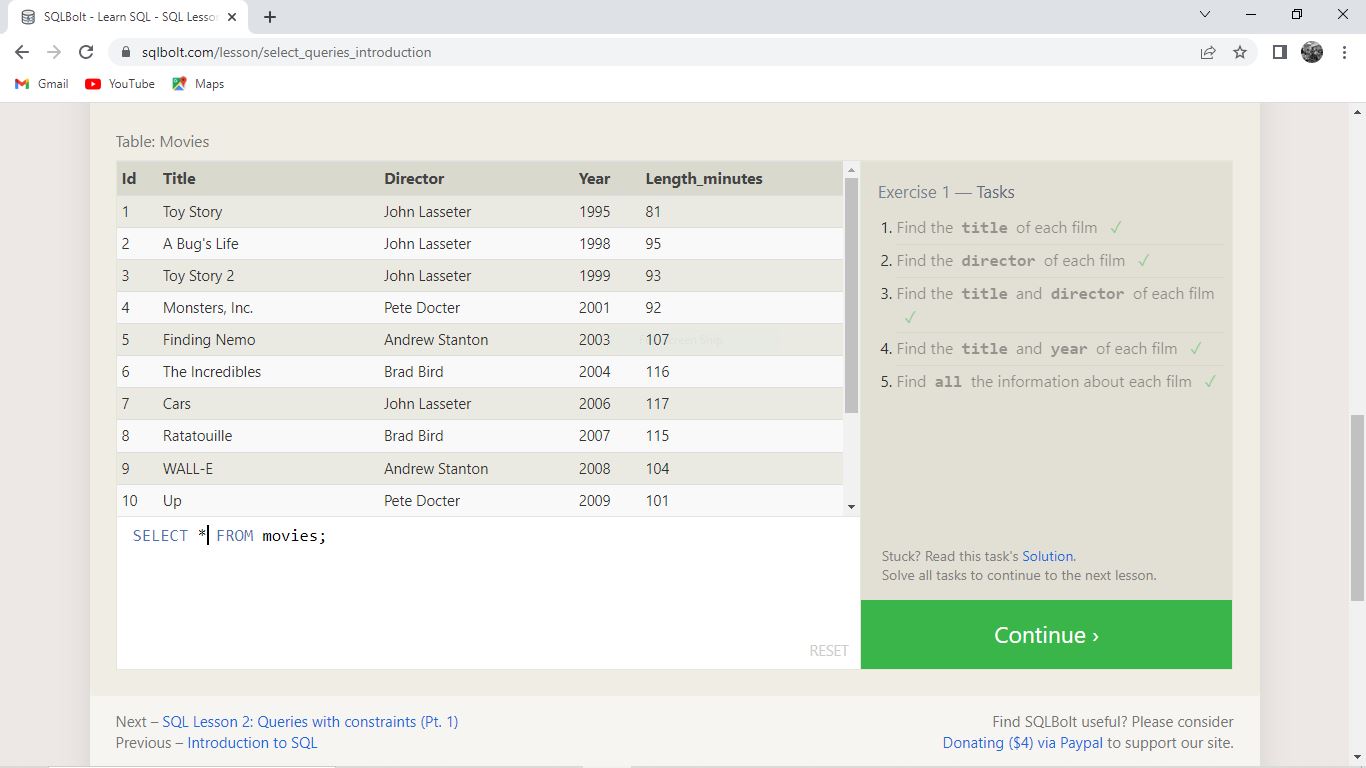 SQLBolt - Learn SQL - SQL Lesso
sqlbolt.com/lesson/select_queries_introduction
Gmail YouTube Maps
Table: Movies
Id Title Director Year Length_minutes
1 Toy Story John Lasseter 1995 81
2 A Bug's Life John Lasseter 1998 95
3 Toy Story 2 John Lasseter 1999 93
4 Monsters, Inc. Pete Docter 2001 92
5 Finding Nemo Andrew Stanton 2003 107
6 The Incredibles Brad Bird 2004 116
7 Cars John Lasseter 2006 117
8 Ratatouille Brad Bird 2007 115
9 WALL-E Andrew Stanton 2008 104
10 Up Pete Docter 2009 101
SELECT * FROM movies;
RESET
Exercise 1 — Tasks
1. Find the title of each film ✓
2. Find the director of each film ✓
3. Find the title and director of each film
✓
4. Find the title and year of each film ✓
5. Find all the information about each film ✓
Stuck? Read this task's Solution.
Solve all tasks to continue to the next lesson.
Continue ›
Next – SQL Lesson 2: Queries with constraints (Pt. 1)
Previous – Introduction to SQL
Find SQLBolt useful? Please consider
Donating ($4) via Paypal to support our site.